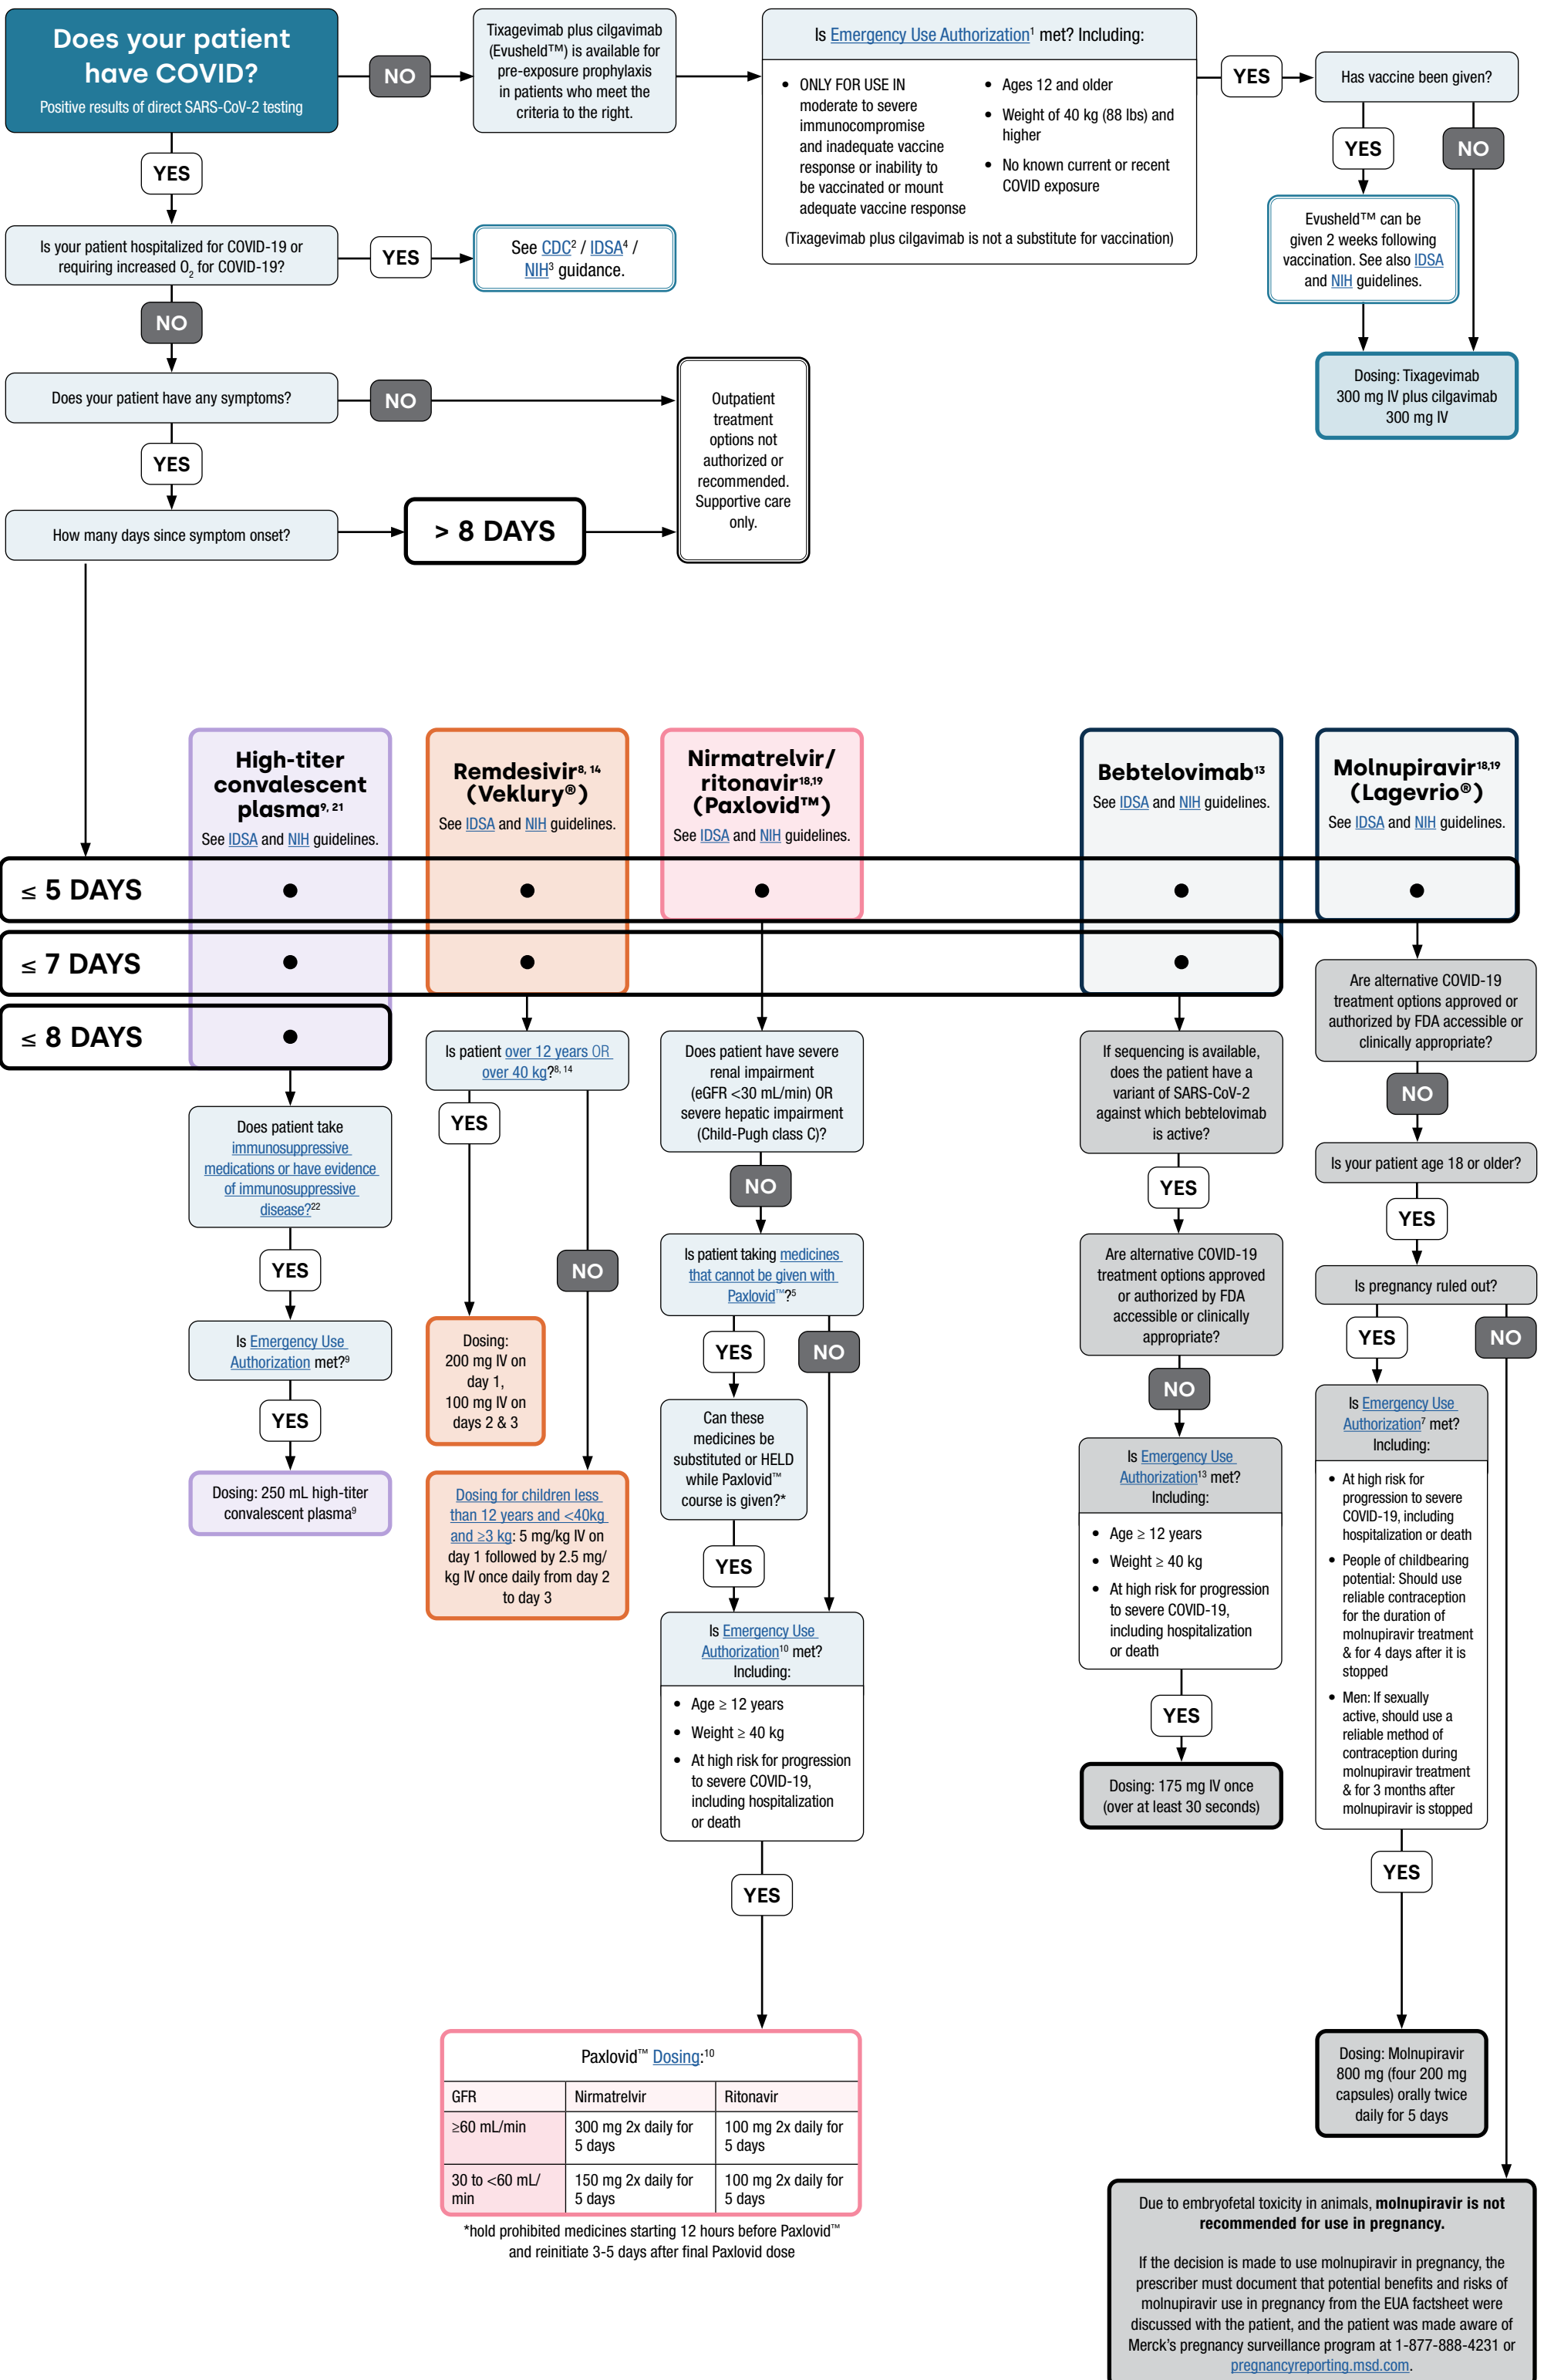 Does your patient
have COVID?
Positive results of direct SARS-CoV-2 testing
NO
Tixagevimab plus cilgavimab
(Evusheld™) is available for
pre-exposure prophylaxis
in patients who meet the
criteria to the right.
Is Emergency Use Authorization¹ met? Including:
• ONLY FOR USE IN
moderate to severe
immunocompromise
and inadequate vaccine
response or inability to
be vaccinated or mount
adequate vaccine response
• Ages 12 and older
• Weight of 40 kg (88 lbs) and
higher
• No known current or recent
COVID exposure
(Tixagevimab plus cilgavimab is not a substitute for vaccination)
YES
Has vaccine been given?
YES
NO
Evusheld™ can be
given 2 weeks following
vaccination. See also IDSA
and NIH guidelines.
Dosing: Tixagevimab
300 mg IV plus cilgavimab
300 mg IV
YES
Is your patient hospitalized for COVID-19 or
requiring increased O₂ for COVID-19?
YES
See CDC² / IDSA⁴ /
NIH³ guidance.
NO
Does your patient have any symptoms?
NO
Outpatient
treatment
options not
authorized or
recommended.
Supportive care
only.
YES
How many days since symptom onset?
> 8 DAYS
High-titer
convalescent
plasma⁹, ²¹
See IDSA and NIH guidelines.
Remdesivir⁸, ¹⁴
(Veklury®)
See IDSA and NIH guidelines.
Nirmatrelvir/
ritonavir¹⁸,¹⁹
(Paxlovid™)
See IDSA and NIH guidelines.
Bebtelovimab¹³
See IDSA and NIH guidelines.
Molnupiravir¹⁸,¹⁹
(Lagevrio®)
See IDSA and NIH guidelines.
≤ 5 DAYS
≤ 7 DAYS
≤ 8 DAYS
Does patient take
immunosuppressive
medications or have evidence
of immunosuppressive
disease?²²
YES
Is Emergency Use
Authorization met?⁹
YES
Dosing: 250 mL high-titer
convalescent plasma⁹
Is patient over 12 years OR
over 40 kg?⁸, ¹⁴
YES
NO
Dosing:
200 mg IV on
day 1,
100 mg IV on
days 2 & 3
Dosing for children less
than 12 years and <40kg
and ≥3 kg: 5 mg/kg IV on
day 1 followed by 2.5 mg/
kg IV once daily from day 2
to day 3
Does patient have severe
renal impairment
(eGFR <30 mL/min) OR
severe hepatic impairment
(Child-Pugh class C)?
NO
Is patient taking medicines
that cannot be given with
Paxlovid™?⁵
YES
NO
Can these
medicines be
substituted or HELD
while Paxlovid™
course is given?*
YES
Is Emergency Use
Authorization¹⁰ met?
Including:
• Age ≥ 12 years
• Weight ≥ 40 kg
• At high risk for progression
to severe COVID-19,
including hospitalization
or death
YES
Paxlovid™ Dosing:¹⁰
GFR Nirmatrelvir Ritonavir
≥60 mL/min 300 mg 2x daily for 100 mg 2x daily for
5 days 5 days
30 to <60 mL/ 150 mg 2x daily for 100 mg 2x daily for
min 5 days 5 days
*hold prohibited medicines starting 12 hours before Paxlovid™
and reinitiate 3-5 days after final Paxlovid dose
If sequencing is available,
does the patient have a
variant of SARS-CoV-2
against which bebtelovimab
is active?
YES
Are alternative COVID-19
treatment options approved
or authorized by FDA
accessible or clinically
appropriate?
NO
Is Emergency Use
Authorization¹³ met?
Including:
• Age ≥ 12 years
• Weight ≥ 40 kg
• At high risk for progression
to severe COVID-19,
including hospitalization
or death
YES
Dosing: 175 mg IV once
(over at least 30 seconds)
Are alternative COVID-19
treatment options approved or
authorized by FDA accessible or
clinically appropriate?
NO
Is your patient age 18 or older?
YES
Is pregnancy ruled out?
YES
NO
Is Emergency Use
Authorization⁷ met?
Including:
• At high risk for
progression to severe
COVID-19, including
hospitalization or death
• People of childbearing
potential: Should use
reliable contraception
for the duration of
molnupiravir treatment
& for 4 days after it is
stopped
• Men: If sexually
active, should use a
reliable method of
contraception during
molnupiravir treatment
& for 3 months after
molnupiravir is stopped
YES
Dosing: Molnupiravir
800 mg (four 200 mg
capsules) orally twice
daily for 5 days
Due to embryofetal toxicity in animals, molnupiravir is not
recommended for use in pregnancy.
If the decision is made to use molnupiravir in pregnancy, the
prescriber must document that potential benefits and risks of
molnupiravir use in pregnancy from the EUA factsheet were
discussed with the patient, and the patient was made aware of
Merck's pregnancy surveillance program at 1-877-888-4231 or
pregnancyreporting.msd.com.